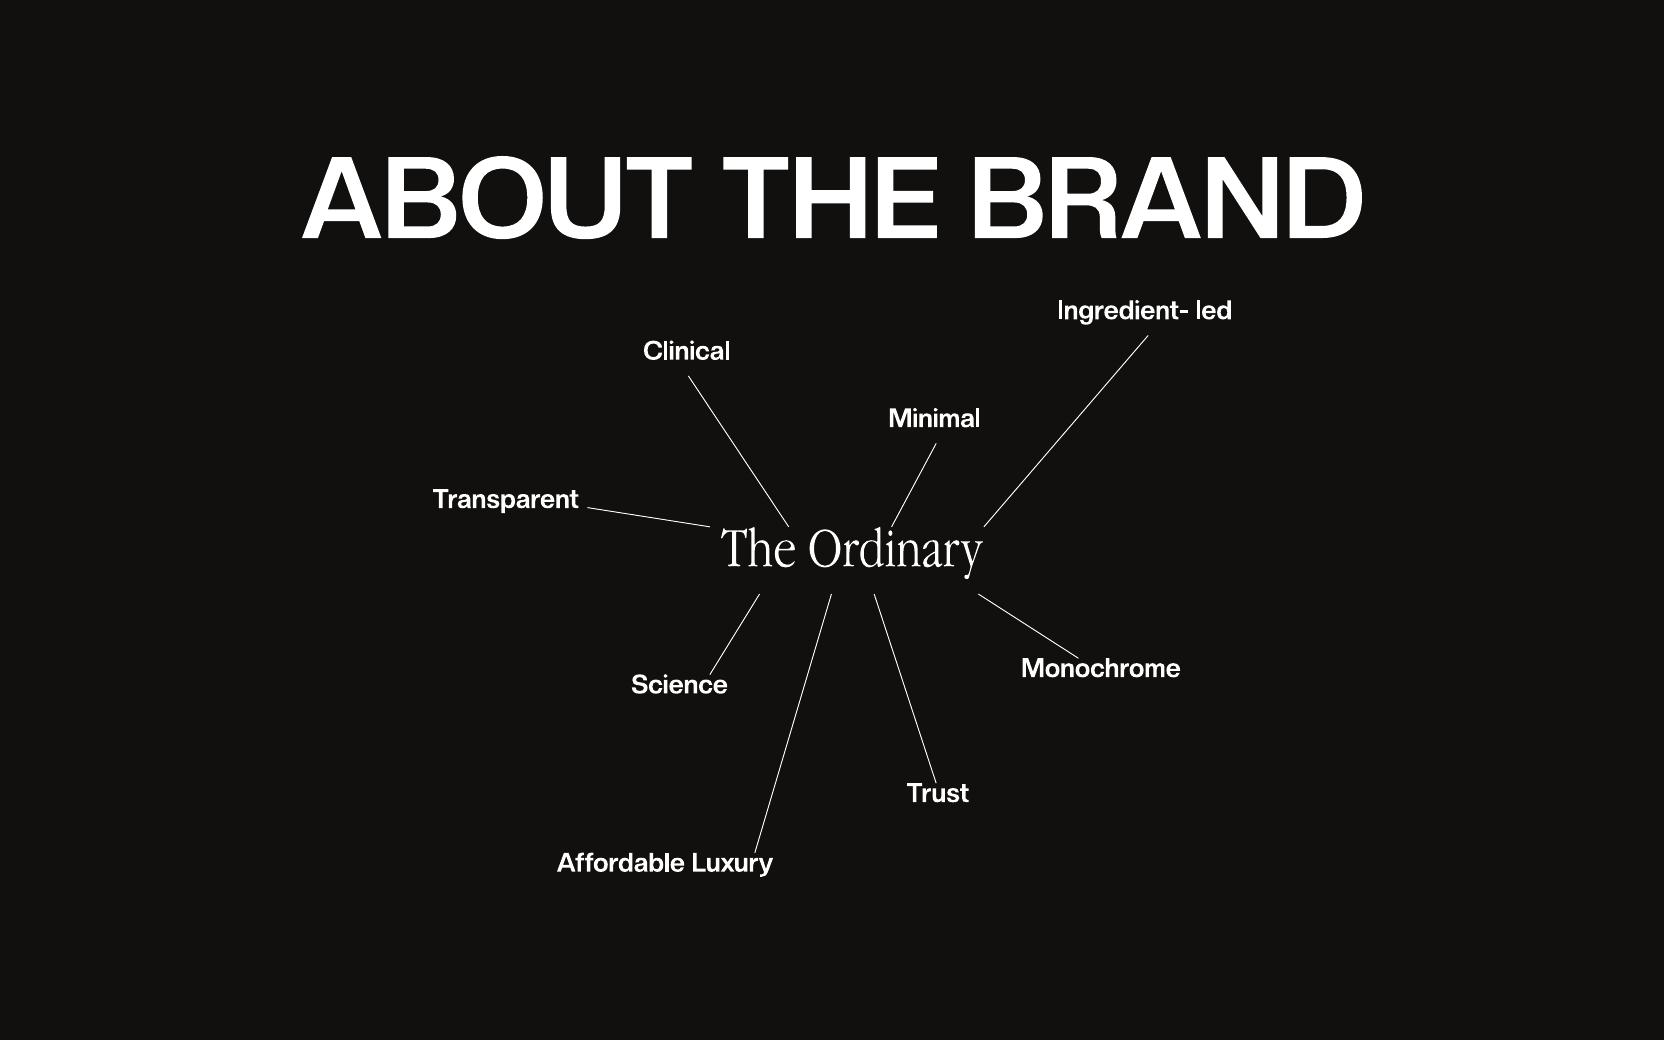 ABOUT THE BRAND
Ingredient- led
Clinical
Minimal
Transparent
The Ordinary
Monochrome
Science
Trust
Affordable Luxury